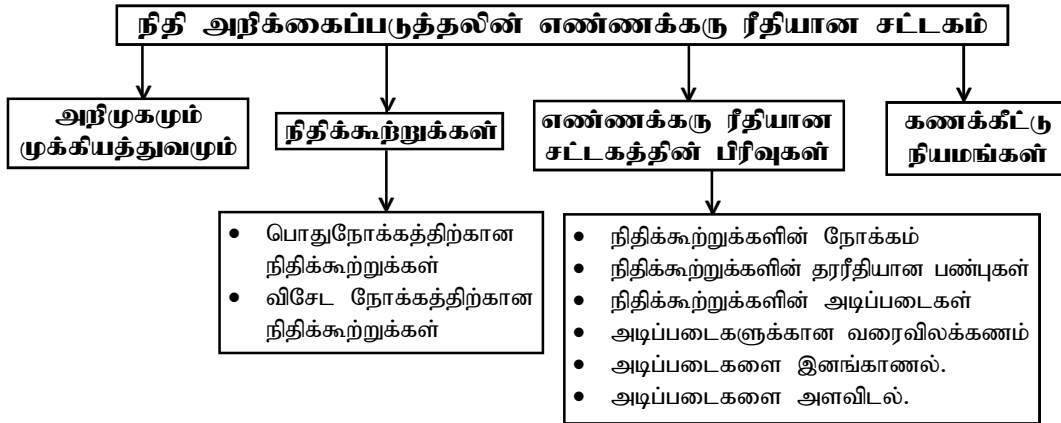 நிதி அறிக்கைப்படுத்தலின் எண்ணக்கரு ரீதியான சட்டகம்
அறிமுகமும்
முக்கியத்துவமும்
நிதிக்கூற்றுக்கள்
எண்ணக்கரு ரீதியான
சட்டகத்தின் பிரிவுகள்
கணக்கீட்டு
நியமங்கள்
• பொதுநோக்கத்திற்கான
நிதிக்கூற்றுக்கள்
• விசேட நோக்கத்திற்கான
நிதிக்கூற்றுக்கள்
• நிதிக்கூற்றுக்களின் நோக்கம்
• நிதிக்கூற்றுக்களின் தரரீதியான பண்புகள்
• நிதிக்கூற்றுக்களின் அடிப்படைகள்
• அடிப்படைகளுக்கான வரைவிலக்கணம்
• அடிப்படைகளை இனங்காணல்.
• அடிப்படைகளை அளவிடல்.